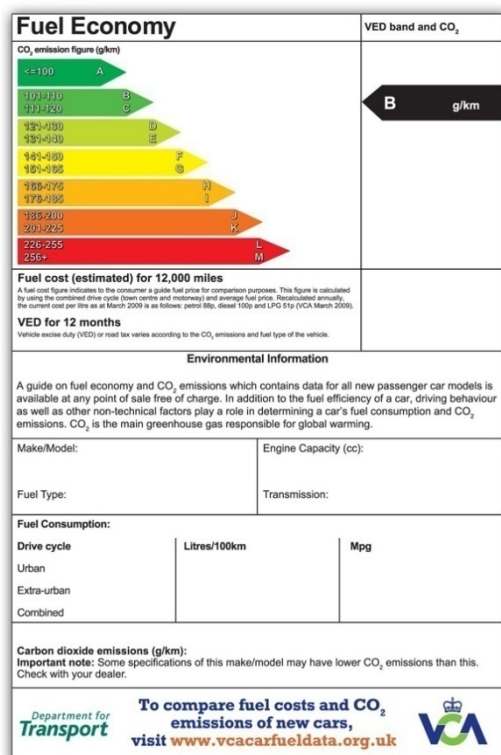 Fuel Economy
VED band and CO₂
CO₂ emission figure (g/km)
<=100 A
101-110 B
111-120 C
121-130 D
131-140 E
141-150 F
151-165 G
166-175 H
176-185 I
186-200 J
201-225 K
226-255 L
256+ M
B g/km
Fuel cost (estimated) for 12,000 miles
A fuel cost figure indicates to the consumer a guide fuel price for comparison purposes. This figure is calculated
by using the combined drive cycle (town centre and motorway) and average fuel price. Recalculated annually,
the current cost per litre as at March 2009 is as follows: petrol 88p, diesel 100p and LPG 51p (VCA March 2009).
VED for 12 months
Vehicle excise duty (VED) or road tax varies according to the CO₂ emissions and fuel type of the vehicle.
Environmental Information
A guide on fuel economy and CO₂ emissions which contains data for all new passenger car models is
available at any point of sale free of charge. In addition to the fuel efficiency of a car, driving behaviour
as well as other non-technical factors play a role in determining a car's fuel consumption and CO₂
emissions. CO₂ is the main greenhouse gas responsible for global warming.
Make/Model:
Engine Capacity (cc):
Fuel Type:
Transmission:
Fuel Consumption:
Drive cycle Litres/100km Mpg
Urban
Extra-urban
Combined
Carbon dioxide emissions (g/km):
Important note: Some specifications of this make/model may have lower CO₂ emissions than this.
Check with your dealer.
Department for
Transport
To compare fuel costs and CO₂
emissions of new cars,
visit www.vcacarfueldata.org.uk
VCA